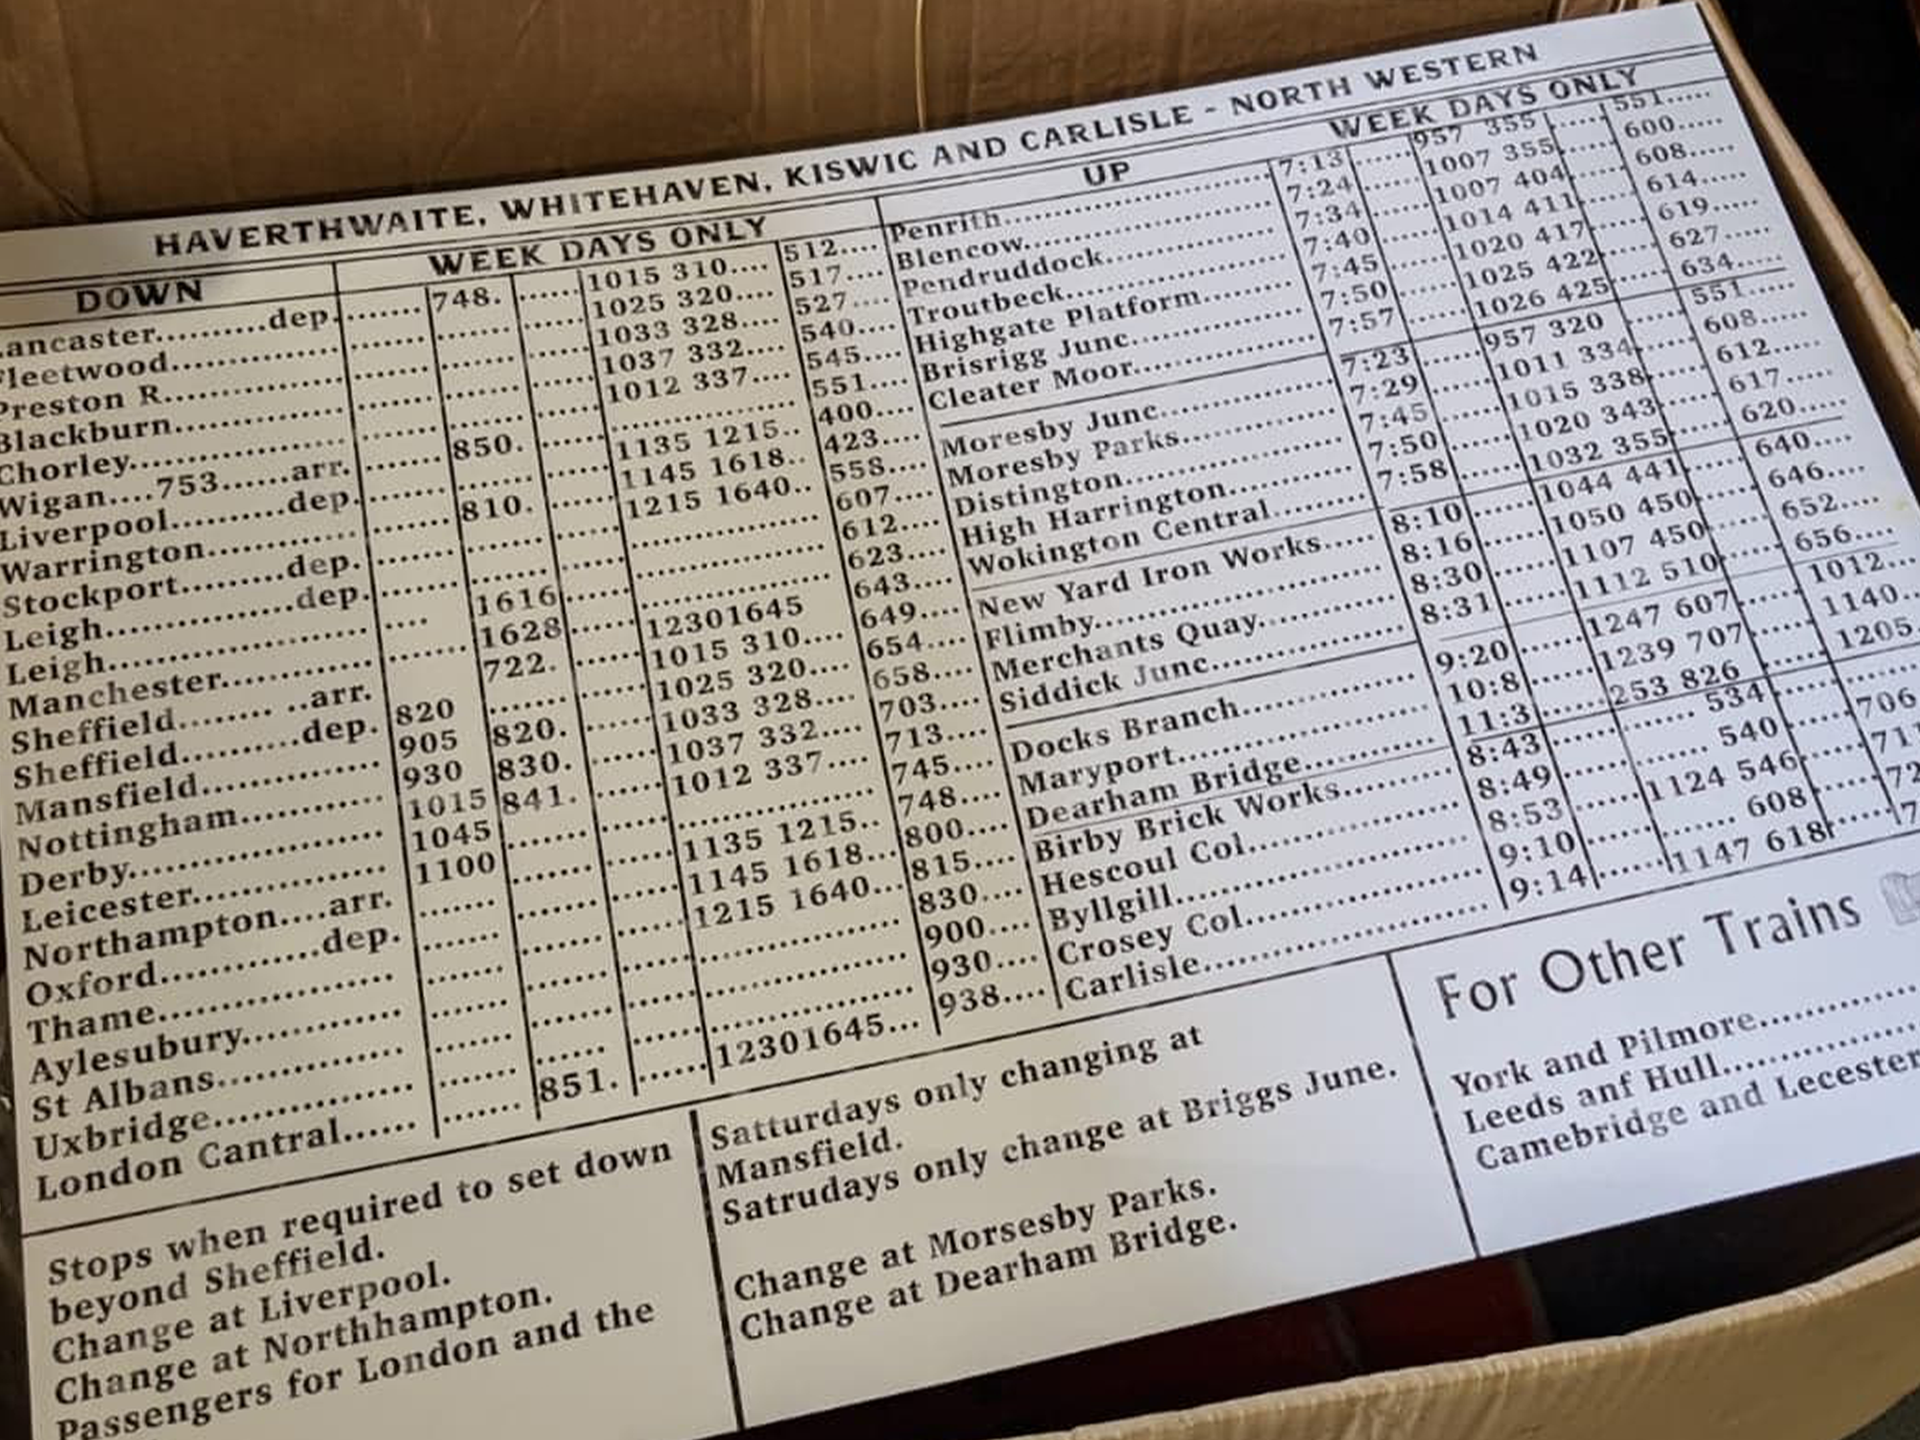 HAVERTHWAITE, WHITEHAVEN, KISWIC AND CARLISLE - NORTH WESTERN
DOWN WEEK DAYS ONLY
ancaster..........dep. 748. 1015 310.... 512....
leetwood 1025 320.... 517....
Preston R 1033 328.... 527....
Blackburn 1037 332.... 540....
Chorley 1012 337.... 545....
Wigan....753......arr. 850. 551....
Liverpool..........dep. 1135 1215.. 400....
Warrington 810. 1145 1618.. 423....
Stockport.........dep. 1215 1640.. 558....
Leigh................dep. 607....
Leigh 1616 612....
Manchester 1628 12301645 623....
Sheffield........ ..arr. 722. 1015 310.... 643....
Sheffield..........dep. 820 1025 320.... 649....
Mansfield 905 820. 1033 328.... 654....
Nottingham 930 830. 1037 332.... 658....
Derby 1015 841. 1012 337.... 703....
Leicester 1045 713....
Northampton....arr. 1100 1135 1215.. 745....
Oxford.............dep. 1145 1618... 748....
Thame 1215 1640... 800....
Aylesubury 815....
St Albans 830....
Uxbridge 900....
930....
London Cantral 851. 12301645... 938....
UP WEEK DAYS ONLY
Penrith 7:13 957 355 551.....
Blencow 7:24 1007 355 600.....
Pendruddock 7:34 1007 404 608.....
Troutbeck 7:40 1014 411 614.....
Highgate Platform 7:45 1020 417 619.....
Brisrigg Junc 7:50 1025 422 627.....
Cleater Moor 7:57 1026 425 634.....
Moresby Junc 7:23 957 320 551.....
Moresby Parks 7:29 1011 334 608.....
Distington 7:45 1015 338 612.....
High Harrington 7:50 1020 343 617.....
Wokington Central 7:58 1032 355 620.....
New Yard Iron Works 8:10 1044 441 640....
Flimby 8:16 1050 450 646....
Merchants Quay 8:30 1107 450 652....
Siddick Junc 8:31 1112 510 656....
Docks Branch 9:20 1247 607 1012...
Maryport 10:8 1239 707 1140..
Dearham Bridge 11:3 253 826 1205.
Birby Brick Works 8:43 534
Hescoul Col 8:49 540 706
Byllgill 8:53 1124 546
Crosey Col 9:10 608
Carlisle 9:14 1147 618
Stops when required to set down
beyond Sheffield.
Change at Liverpool.
Change at Northhampton.
Passengers for London and the
Satturdays only changing at
Mansfield.
Satrudays only change at Briggs June.
Change at Morsesby Parks.
Change at Dearham Bridge.
For Other Trains
York and Pilmore
Leeds anf Hull
Camebridge and Lecester